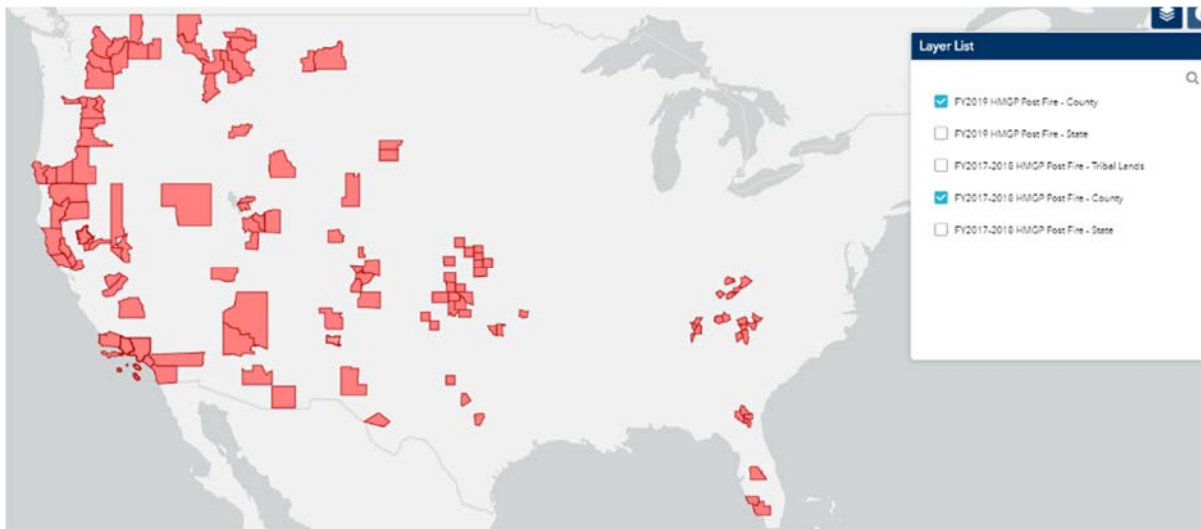 Layer List
FY2019 HMGP Post Fire - County
FY2019 HMGP Post Fire - State
FY2017-2018 HMGP Post Fire - Tribal Lands
FY2017-2018 HMGP Post Fire - County
FY2017-2018 HMGP Post Fire - State